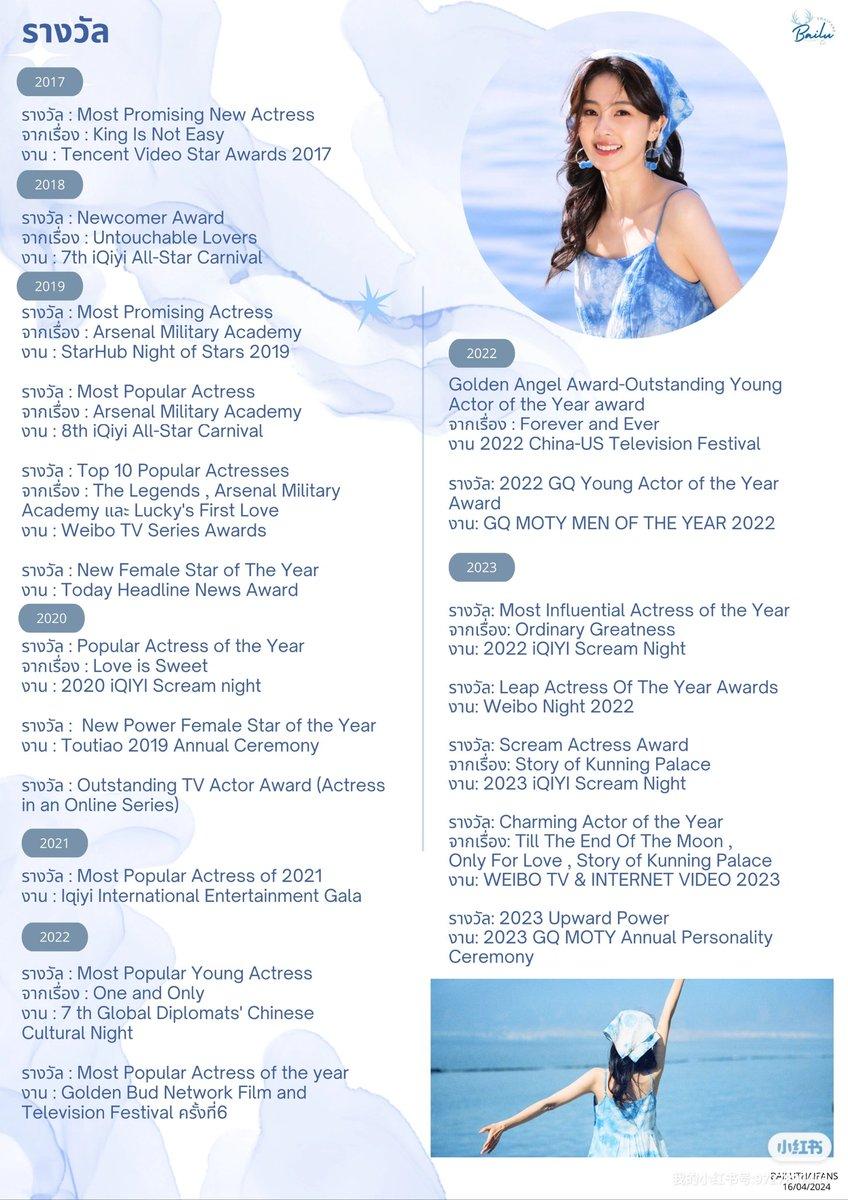 รางวัล
Bailu
2017
รางวัล : Most Promising New Actress
จากเรื่อง : King Is Not Easy
งาน : Tencent Video Star Awards 2017
2018
รางวัล : Newcomer Award
จากเรื่อง : Untouchable Lovers
งาน : 7th iQiyi All-Star Carnival
2019
รางวัล : Most Promising Actress
จากเรื่อง : Arsenal Military Academy
งาน : StarHub Night of Stars 2019
รางวัล : Most Popular Actress
จากเรื่อง : Arsenal Military Academy
งาน : 8th iQiyi All-Star Carnival
รางวัล : Top 10 Popular Actresses
จากเรื่อง : The Legends , Arsenal Military
Academy และ Lucky's First Love
งาน : Weibo TV Series Awards
รางวัล : New Female Star of The Year
งาน : Today Headline News Award
2020
รางวัล : Popular Actress of the Year
จากเรื่อง : Love is Sweet
งาน : 2020 iQIYI Scream night
รางวัล :  New Power Female Star of the Year
งาน : Toutiao 2019 Annual Ceremony
รางวัล : Outstanding TV Actor Award (Actress
in an Online Series)
2021
รางวัล : Most Popular Actress of 2021
งาน : Iqiyi International Entertainment Gala
2022
รางวัล : Most Popular Young Actress
จากเรื่อง : One and Only
งาน : 7 th Global Diplomats' Chinese
Cultural Night
รางวัล : Most Popular Actress of the year
งาน : Golden Bud Network Film and
Television Festival ครั้งที่6
2022
Golden Angel Award-Outstanding Young
Actor of the Year award
จากเรื่อง : Forever and Ever
งาน 2022 China-US Television Festival
รางวัล: 2022 GQ Young Actor of the Year
Award
งาน: GQ MOTY MEN OF THE YEAR 2022
2023
รางวัล: Most Influential Actress of the Year
จากเรื่อง: Ordinary Greatness
งาน: 2022 iQIYI Scream Night
รางวัล: Leap Actress Of The Year Awards
งาน: Weibo Night 2022
รางวัล: Scream Actress Award
จากเรื่อง: Story of Kunning Palace
งาน: 2023 iQIYI Scream Night
รางวัล: Charming Actor of the Year
จากเรื่อง: Till The End Of The Moon ,
Only For Love , Story of Kunning Palace
งาน: WEIBO TV & INTERNET VIDEO 2023
รางวัล: 2023 Upward Power
งาน: 2023 GQ MOTY Annual Personality
Ceremony
小红书
我的小红书号:
16/04/2024